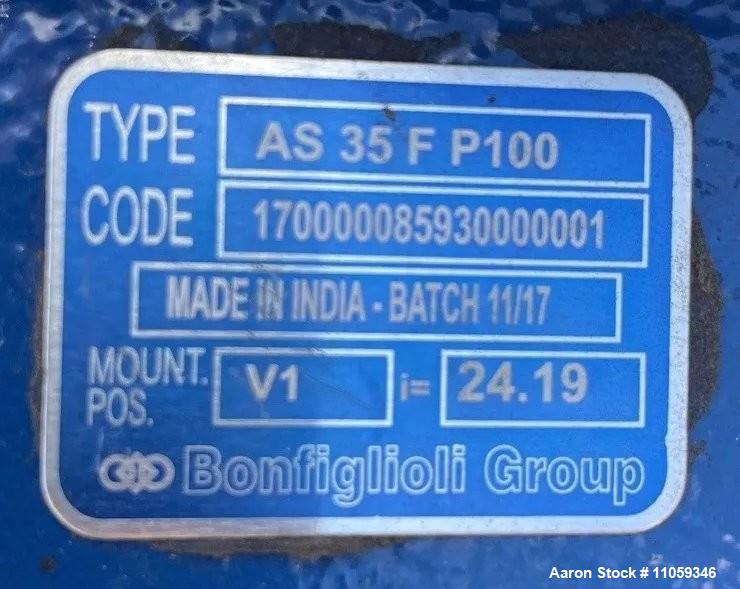 TYPE AS 35 F P100
CODE 170000085930000001
MADE IN INDIA - BATCH 11/17
MOUNT. POS. V1 i= 24.19
Bonfiglioli Group
Aaron Stock # 11059346